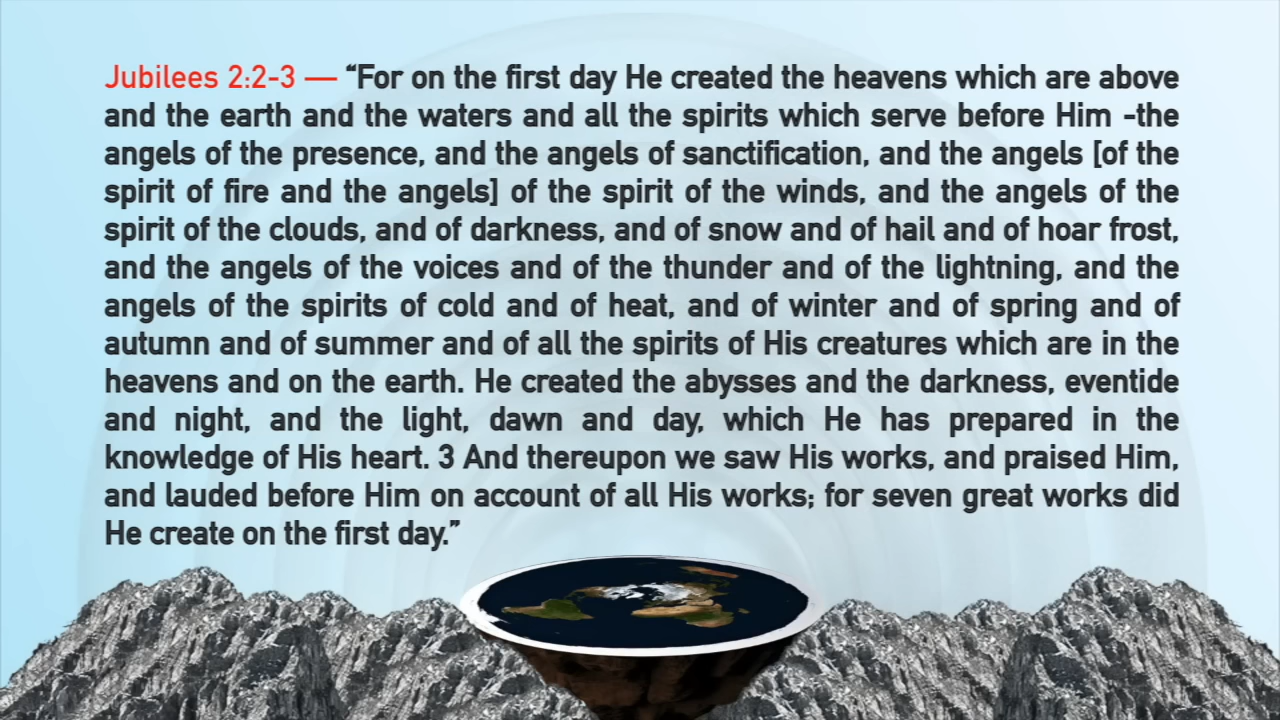 Jubilees 2:2-3 — “For on the first day He created the heavens which are above
and the earth and the waters and all the spirits which serve before Him -the
angels of the presence, and the angels of sanctification, and the angels [of the
spirit of fire and the angels] of the spirit of the winds, and the angels of the
spirit of the clouds, and of darkness, and of snow and of hail and of hoar frost,
and the angels of the voices and of the thunder and of the lightning, and the
angels of the spirits of cold and of heat, and of winter and of spring and of
autumn and of summer and of all the spirits of His creatures which are in the
heavens and on the earth. He created the abysses and the darkness, eventide
and night, and the light, dawn and day, which He has prepared in the
knowledge of His heart. 3 And thereupon we saw His works, and praised Him,
and lauded before Him on account of all His works; for seven great works did
He create on the first day.”